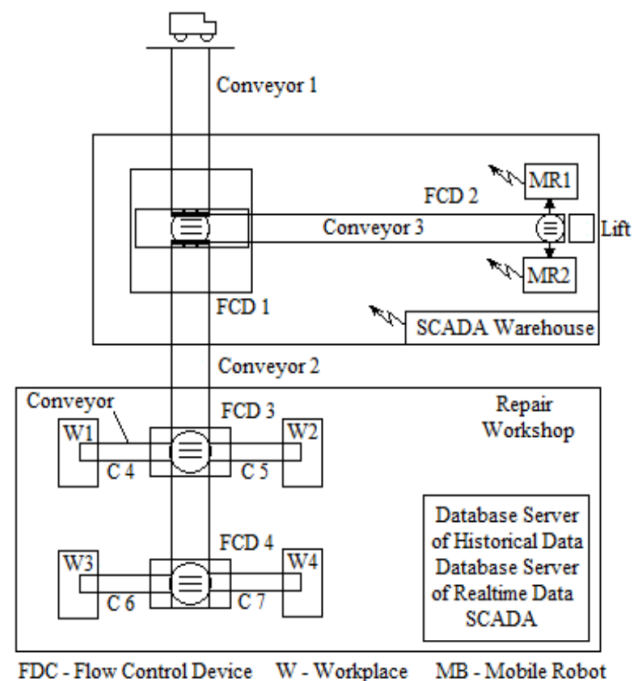 Conveyor 1
MR1
FCD 2
Conveyor 3
Lift
MR2
FCD 1
SCADA Warehouse
Conveyor 2
Conveyor
FCD 3
Repair
Workshop
W1
W2
C 4
C 5
Database Server
of Historical Data
Database Server
of Realtime Data
SCADA
FCD 4
W3
W4
C 6
C 7
FDC - Flow Control Device W - Workplace MB - Mobile Robot